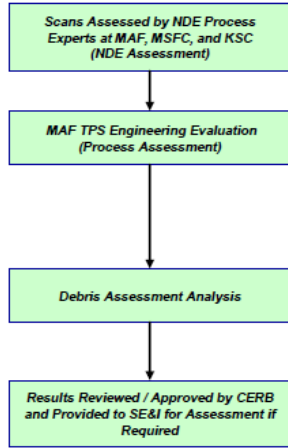 Scans Assessed by NDE Process
Experts at MAF, MSFC, and KSC
(NDE Assessment)
MAF TPS Engineering Evaluation
(Process Assessment)
Debris Assessment Analysis
Results Reviewed / Approved by CERB
and Provided to SE&I for Assessment if
Required